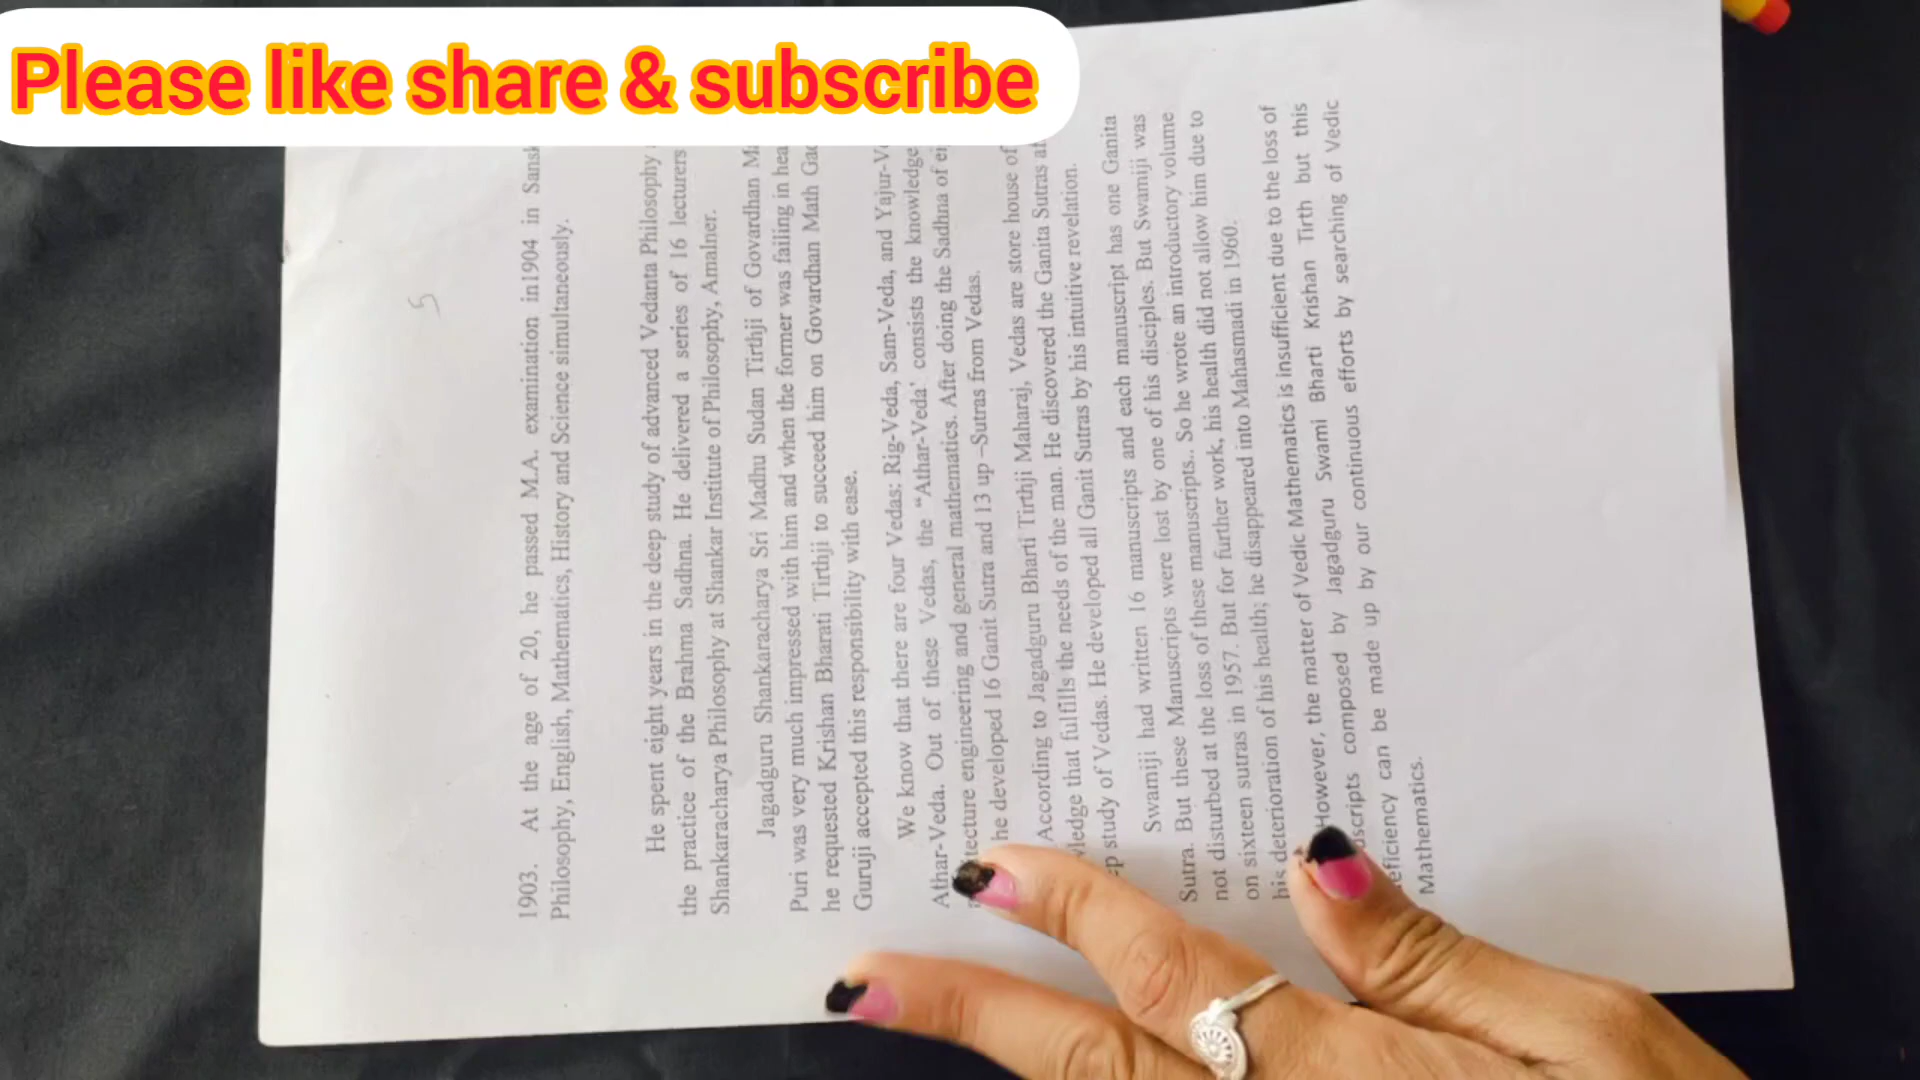 Please like share & subscribe
5
1903. At the age of 20, he passed M.A. examination in1904 in
Philosophy, English, Mathematics, History and Science simultaneously.
He spent eight years in the deep study of advanced Vedanta Philosophy
the practice of the Brahma Sadhna. He delivered a series of 16 lecturers
Shankaracharya Philosophy at Shankar Institute of Philosophy, Amalner.
Jagadguru Shankaracharya Sri Madhu Sudan Tirthji of Govardhan
Puri was very much impressed with him and when the former was failing in
he requested Krishan Bharati Tirthji to succeed him on Govardhan Math
Guruji accepted this responsibility with ease.
We know that there are four Vedas: Rig-Veda, Sam-Veda, and
Athar-Veda. Out of these Vedas, the "Athar-Veda' consists the knowledge
engineering and general mathematics. After doing the Sadhna of
he developed 16 Ganit Sutra and 13 up –Sutras from Vedas.
According to Jagadguru Bharti Tirthji Maharaj, Vedas are store house of
that fulfills the needs of the man. He discovered the Ganita Sutras
study of Vedas. He developed all Ganit Sutras by his intuitive revelation.
Swamiji had written 16 manuscripts and each manuscript has one Ganita
Sutra. But these Manuscripts were lost by one of his disciples. But Swamiji was
not disturbed at the loss of these manuscripts.. So he wrote an introductory volume
on sixteen sutras in 1957. But for further work, his health did not allow him due to
his deterioration of his health; he disappeared into Mahasmadi in 1960.
However, the matter of Vedic Mathematics is insufficient due to the loss of
composed by Jagadguru Swami Bharti Krishan Tirth but this
can be made up by our continuous efforts by searching of Vedic
Mathematics.